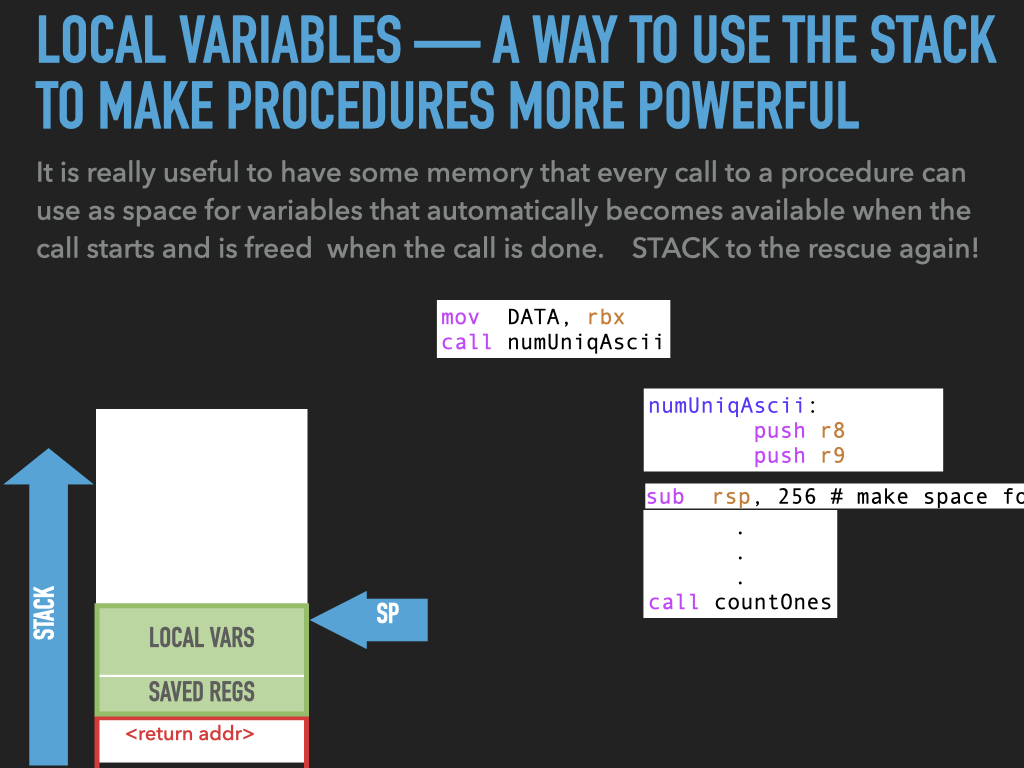 LOCAL VARIABLES — A WAY TO USE THE STACK
TO MAKE PROCEDURES MORE POWERFUL
It is really useful to have some memory that every call to a procedure can
use as space for variables that automatically becomes available when the
call starts and is freed  when the call is done.    STACK to the rescue again!
mov  DATA, rbx
call numUniqAscii
numUniqAscii:
push r8
push r9
sub  rsp, 256 # make space fo
.
.
.
call countOnes
STACK
SP
LOCAL VARS
SAVED REGS
<return addr>